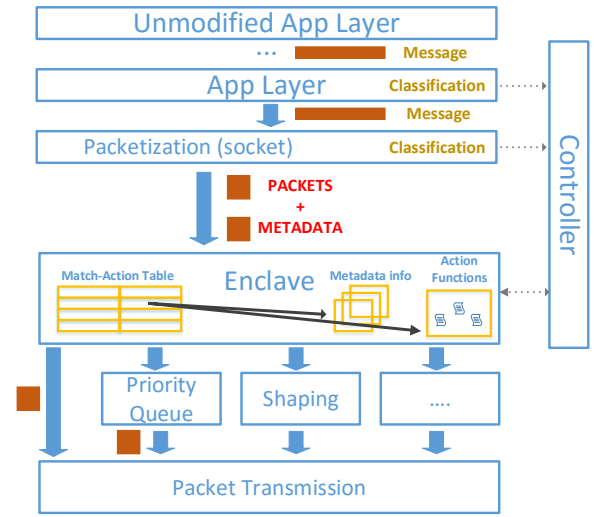 Unmodified App Layer
... Message
App Layer Classification
Message
Packetization (socket) Classification
Controller
PACKETS
+
METADATA
Match-Action Table
Enclave
Metadata info
Action
Functions
Priority
Queue
Shaping
....
Packet Transmission